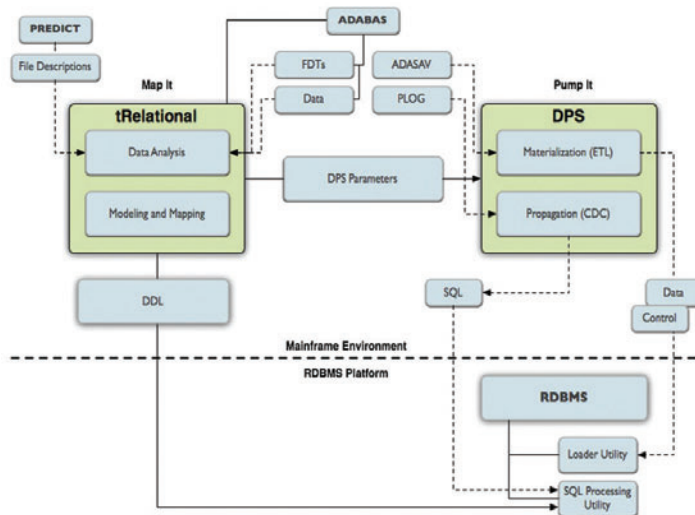 PREDICT
File Descriptions
ADABAS
FDTs
Data
ADASAV
PLOG
Map It
tRelational
Data Analysis
Modeling and Mapping
DPS Parameters
Pump It
DPS
Materialization (ETL)
Propagation (CDC)
DDL
SQL
Data
Control
Mainframe Environment
RDBMS Platform
RDBMS
Loader Utility
SQL Processing
Utility